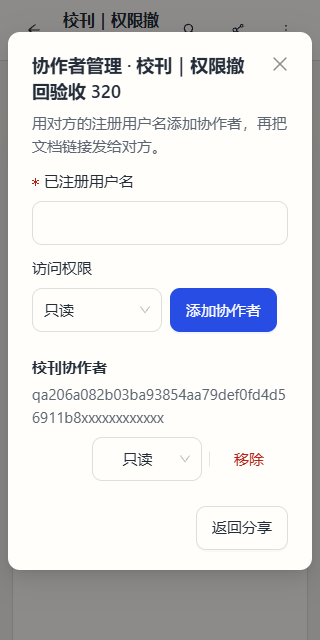 校刊｜权限撤
协作者管理 · 校刊｜权限撤
回验收 320
用对方的注册用户名添加协作者，再把
文档链接发给对方。
* 已注册用户名
访问权限
只读
添加协作者
校刊协作者
qa206a082b03ba93854aa79def0fd4d5
6911b8xxxxxxxxxxxx
只读
移除
返回分享